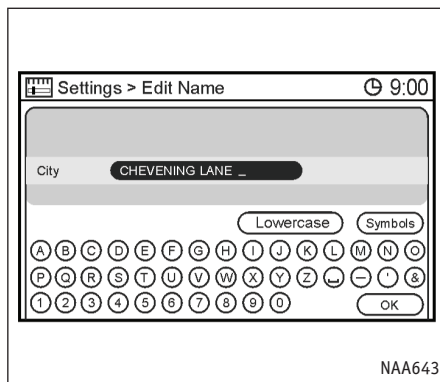 Settings > Edit Name 9:00
City CHEVENING LANE _
Lowercase Symbols
A B C D E F G H I J K L M N O
P Q R S T U V W X Y Z ␣ – ' &
1 2 3 4 5 6 7 8 9 0 OK
NAA643